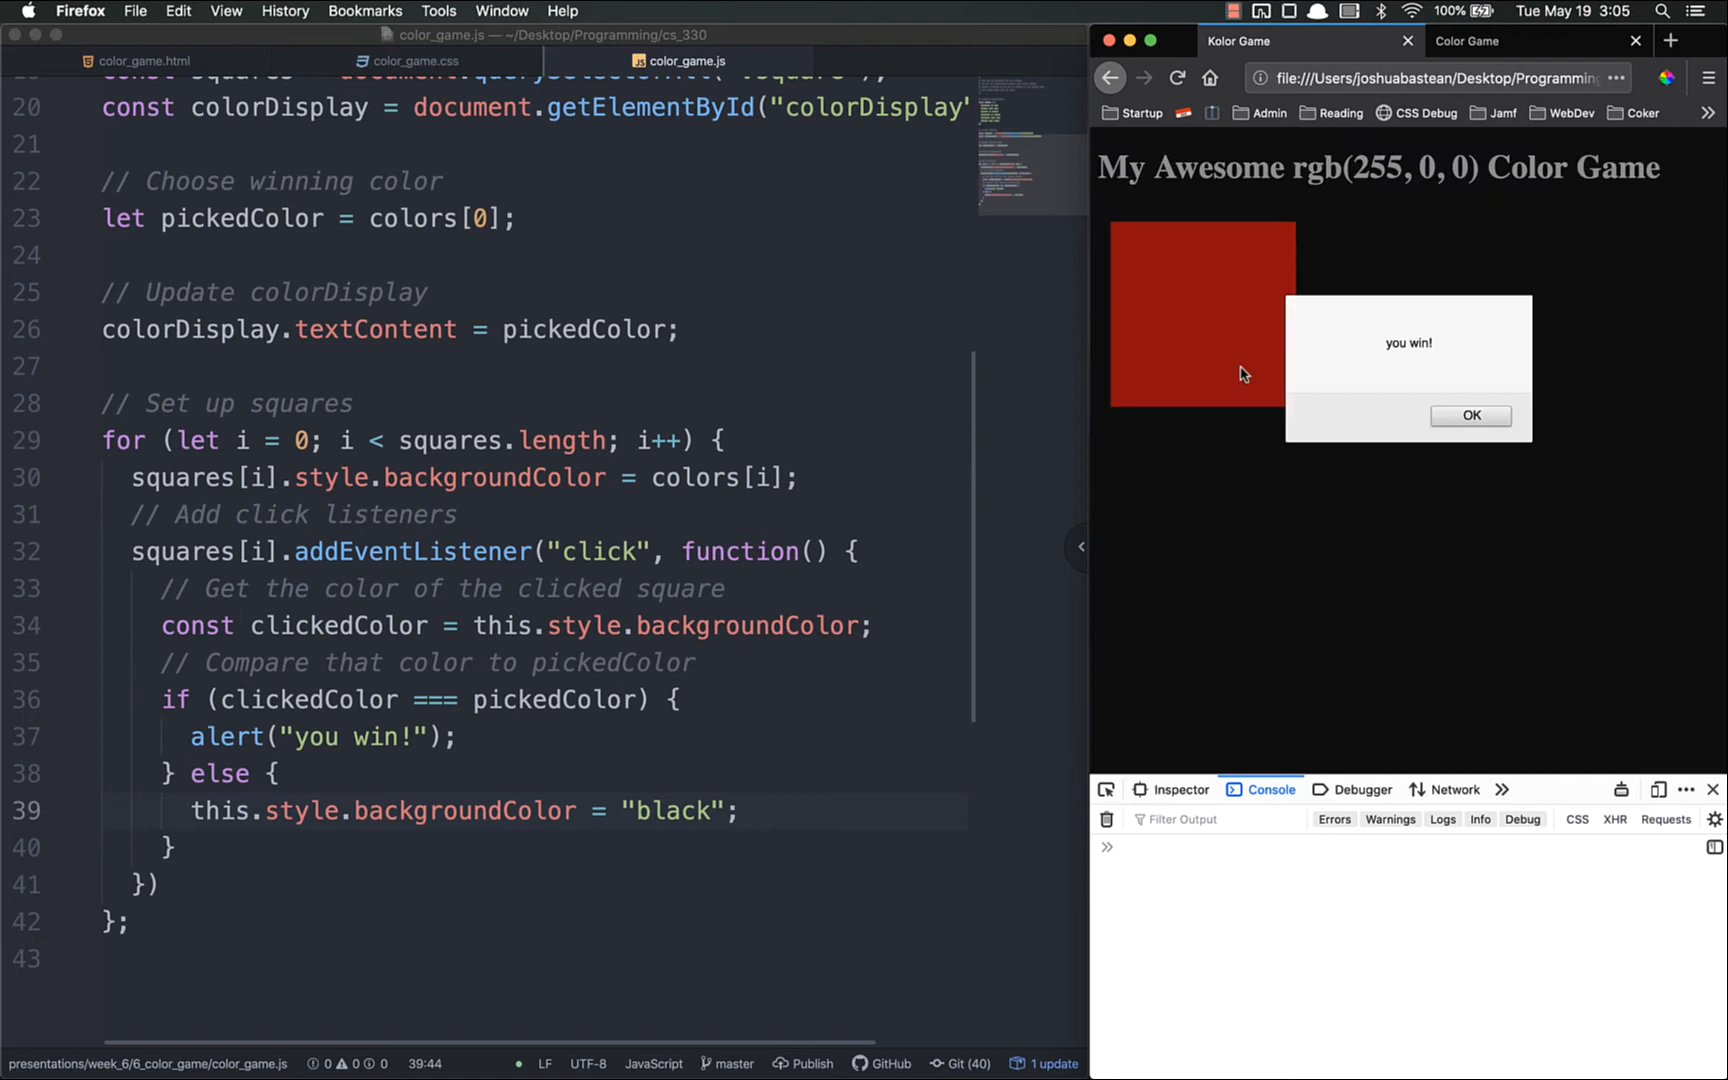 Firefox File Edit View History Bookmarks Tools Window Help 100% Tue May 19 3:05
color_game.js — ~/Desktop/Programming/cs_330
color_game.html color_game.css color_game.js
20 const colorDisplay = document.getElementById("colorDisplay"
21
22 // Choose winning color
23 let pickedColor = colors[0];
24
25 // Update colorDisplay
26 colorDisplay.textContent = pickedColor;
27
28 // Set up squares
29 for (let i = 0; i < squares.length; i++) {
30 squares[i].style.backgroundColor = colors[i];
31 // Add click listeners
32 squares[i].addEventListener("click", function() {
33 // Get the color of the clicked square
34 const clickedColor = this.style.backgroundColor;
35 // Compare that color to pickedColor
36 if (clickedColor === pickedColor) {
37 alert("you win!");
38 } else {
39 this.style.backgroundColor = "black";
40 }
41 })
42 };
43
presentations/week_6/6_color_game/color_game.js 0 0 0 39:44 LF UTF-8 JavaScript master Publish GitHub Git (40) 1 update
Kolor Game Color Game
file:///Users/joshuabastean/Desktop/Programming
Startup Admin Reading CSS Debug Jamf WebDev Coker
My Awesome rgb(255, 0, 0) Color Game
you win!
OK
Inspector Console Debugger Network
Filter Output Errors Warnings Logs Info Debug CSS XHR Requests